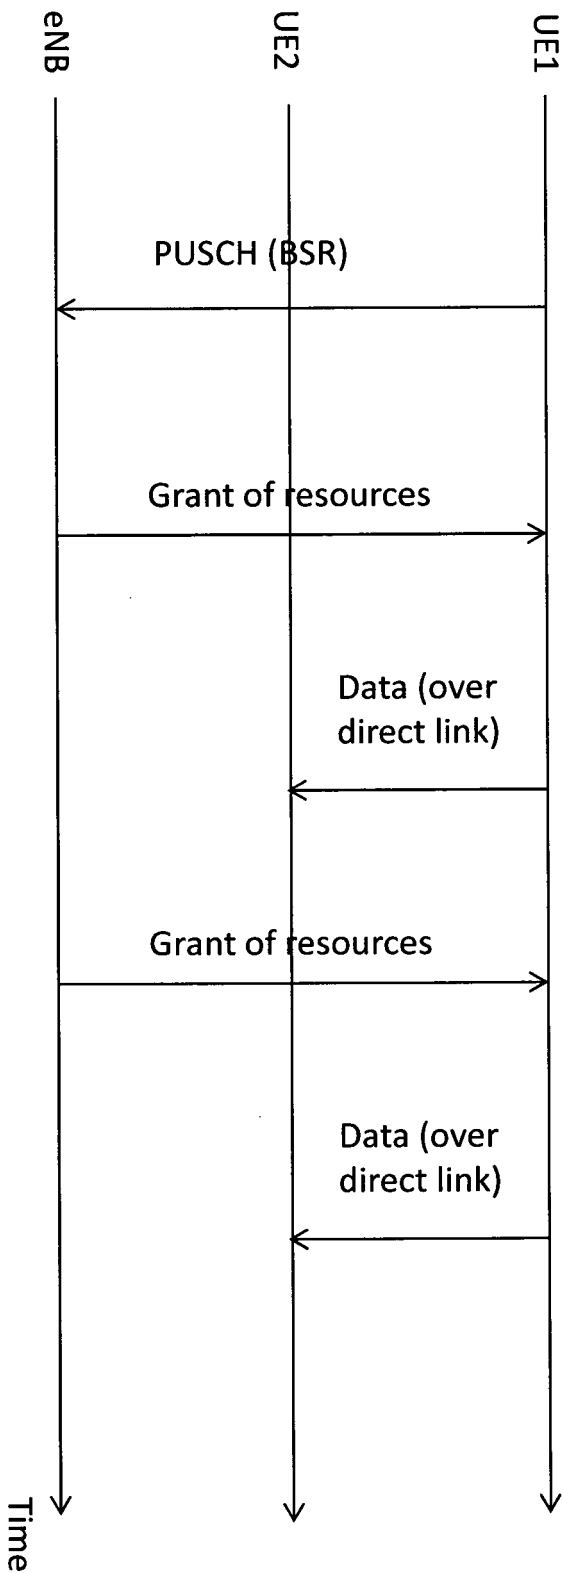 eNB
UE2
UE1
PUSCH (BSR)
Grant of resources
Data (over
direct link)
Grant of resources
Data (over
direct link)
Time